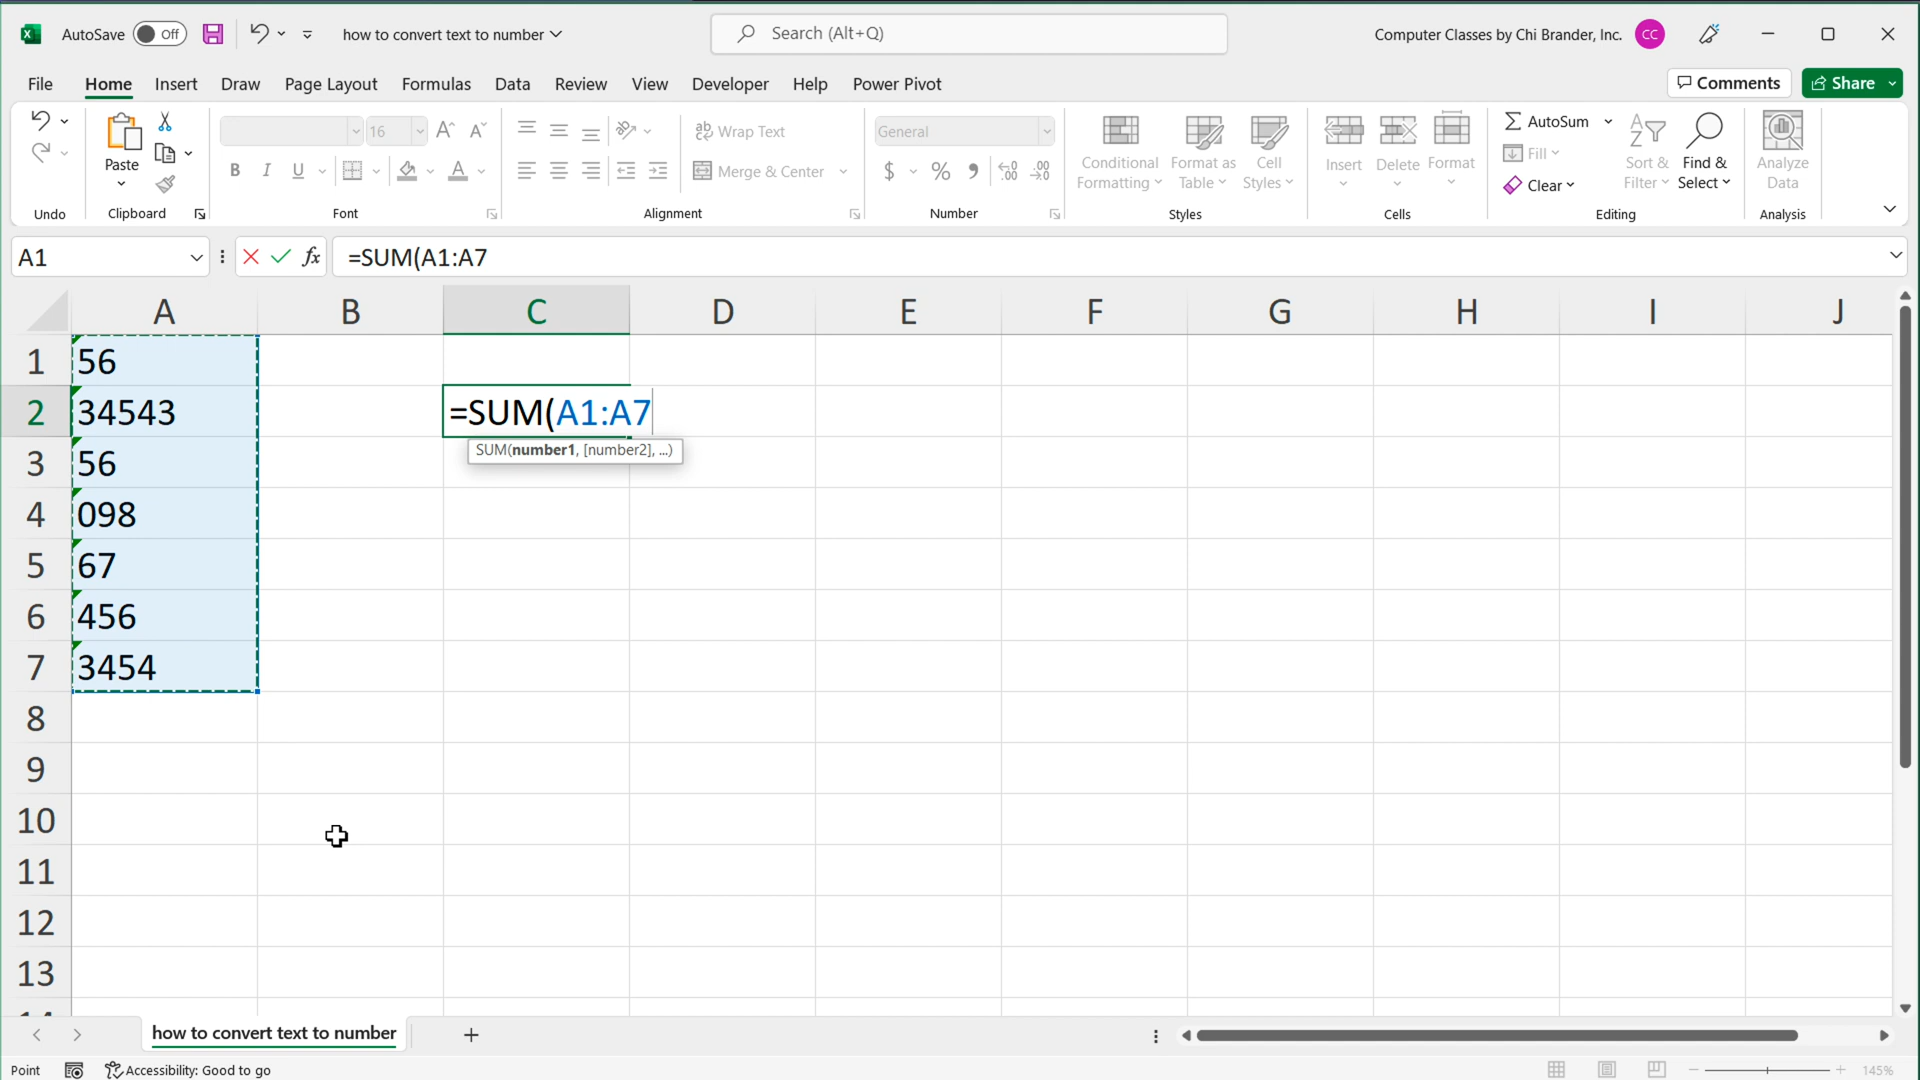 AutoSave Off how to convert text to number Search (Alt+Q) Computer Classes by Chi Brander, Inc. CC
File Home Insert Draw Page Layout Formulas Data Review View Developer Help Power Pivot Comments Share
Undo
Paste
Clipboard
16
B I U A
Font
ab Wrap Text
Merge & Center
Alignment
General
$ % 9 .00
Number
Conditional Formatting
Format as Table
Cell Styles
Styles
Insert Delete Format
Cells
AutoSum
Fill
Clear
Sort & Filter
Find & Select
Editing
Analyze Data
Analysis
A1 fx =SUM(A1:A7
A B C D E F G H I J
1 56
2 34543 =SUM(A1:A7
SUM(number1, [number2], ...)
3 56
4 098
5 67
6 456
7 3454
8
9
10
11
12
13
how to convert text to number
Point Accessibility: Good to go 145%